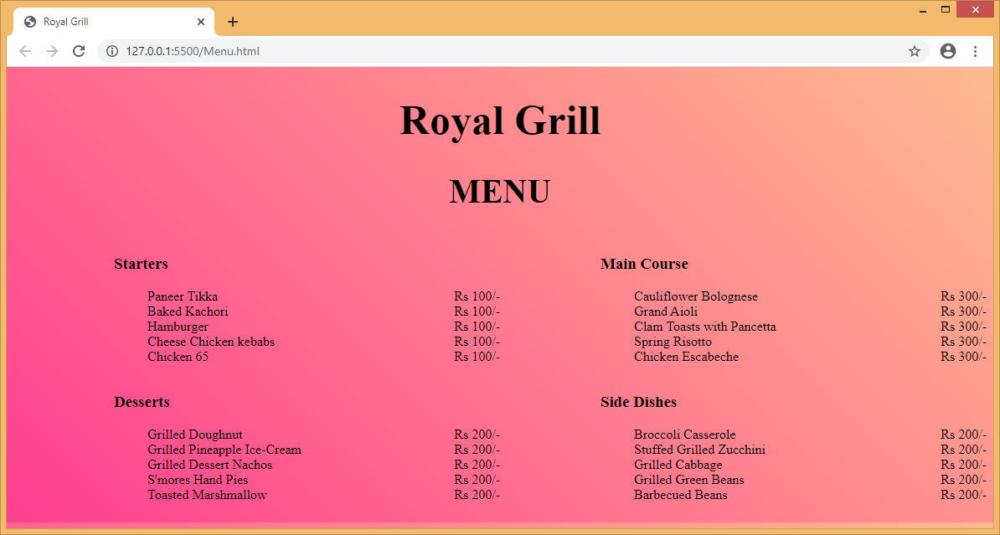 Royal Grill
127.0.0.1:5500/Menu.html
Royal Grill
MENU
Starters
Paneer Tikka Rs 100/-
Baked Kachori Rs 100/-
Hamburger Rs 100/-
Cheese Chicken kebabs Rs 100/-
Chicken 65 Rs 100/-
Main Course
Cauliflower Bolognese Rs 300/-
Grand Aioli Rs 300/-
Clam Toasts with Pancetta Rs 300/-
Spring Risotto Rs 300/-
Chicken Escabeche Rs 300/-
Desserts
Grilled Doughnut Rs 200/-
Grilled Pineapple Ice-Cream Rs 200/-
Grilled Dessert Nachos Rs 200/-
S'mores Hand Pies Rs 200/-
Toasted Marshmallow Rs 200/-
Side Dishes
Broccoli Casserole Rs 200/-
Stuffed Grilled Zucchini Rs 200/-
Grilled Cabbage Rs 200/-
Grilled Green Beans Rs 200/-
Barbecued Beans Rs 200/-